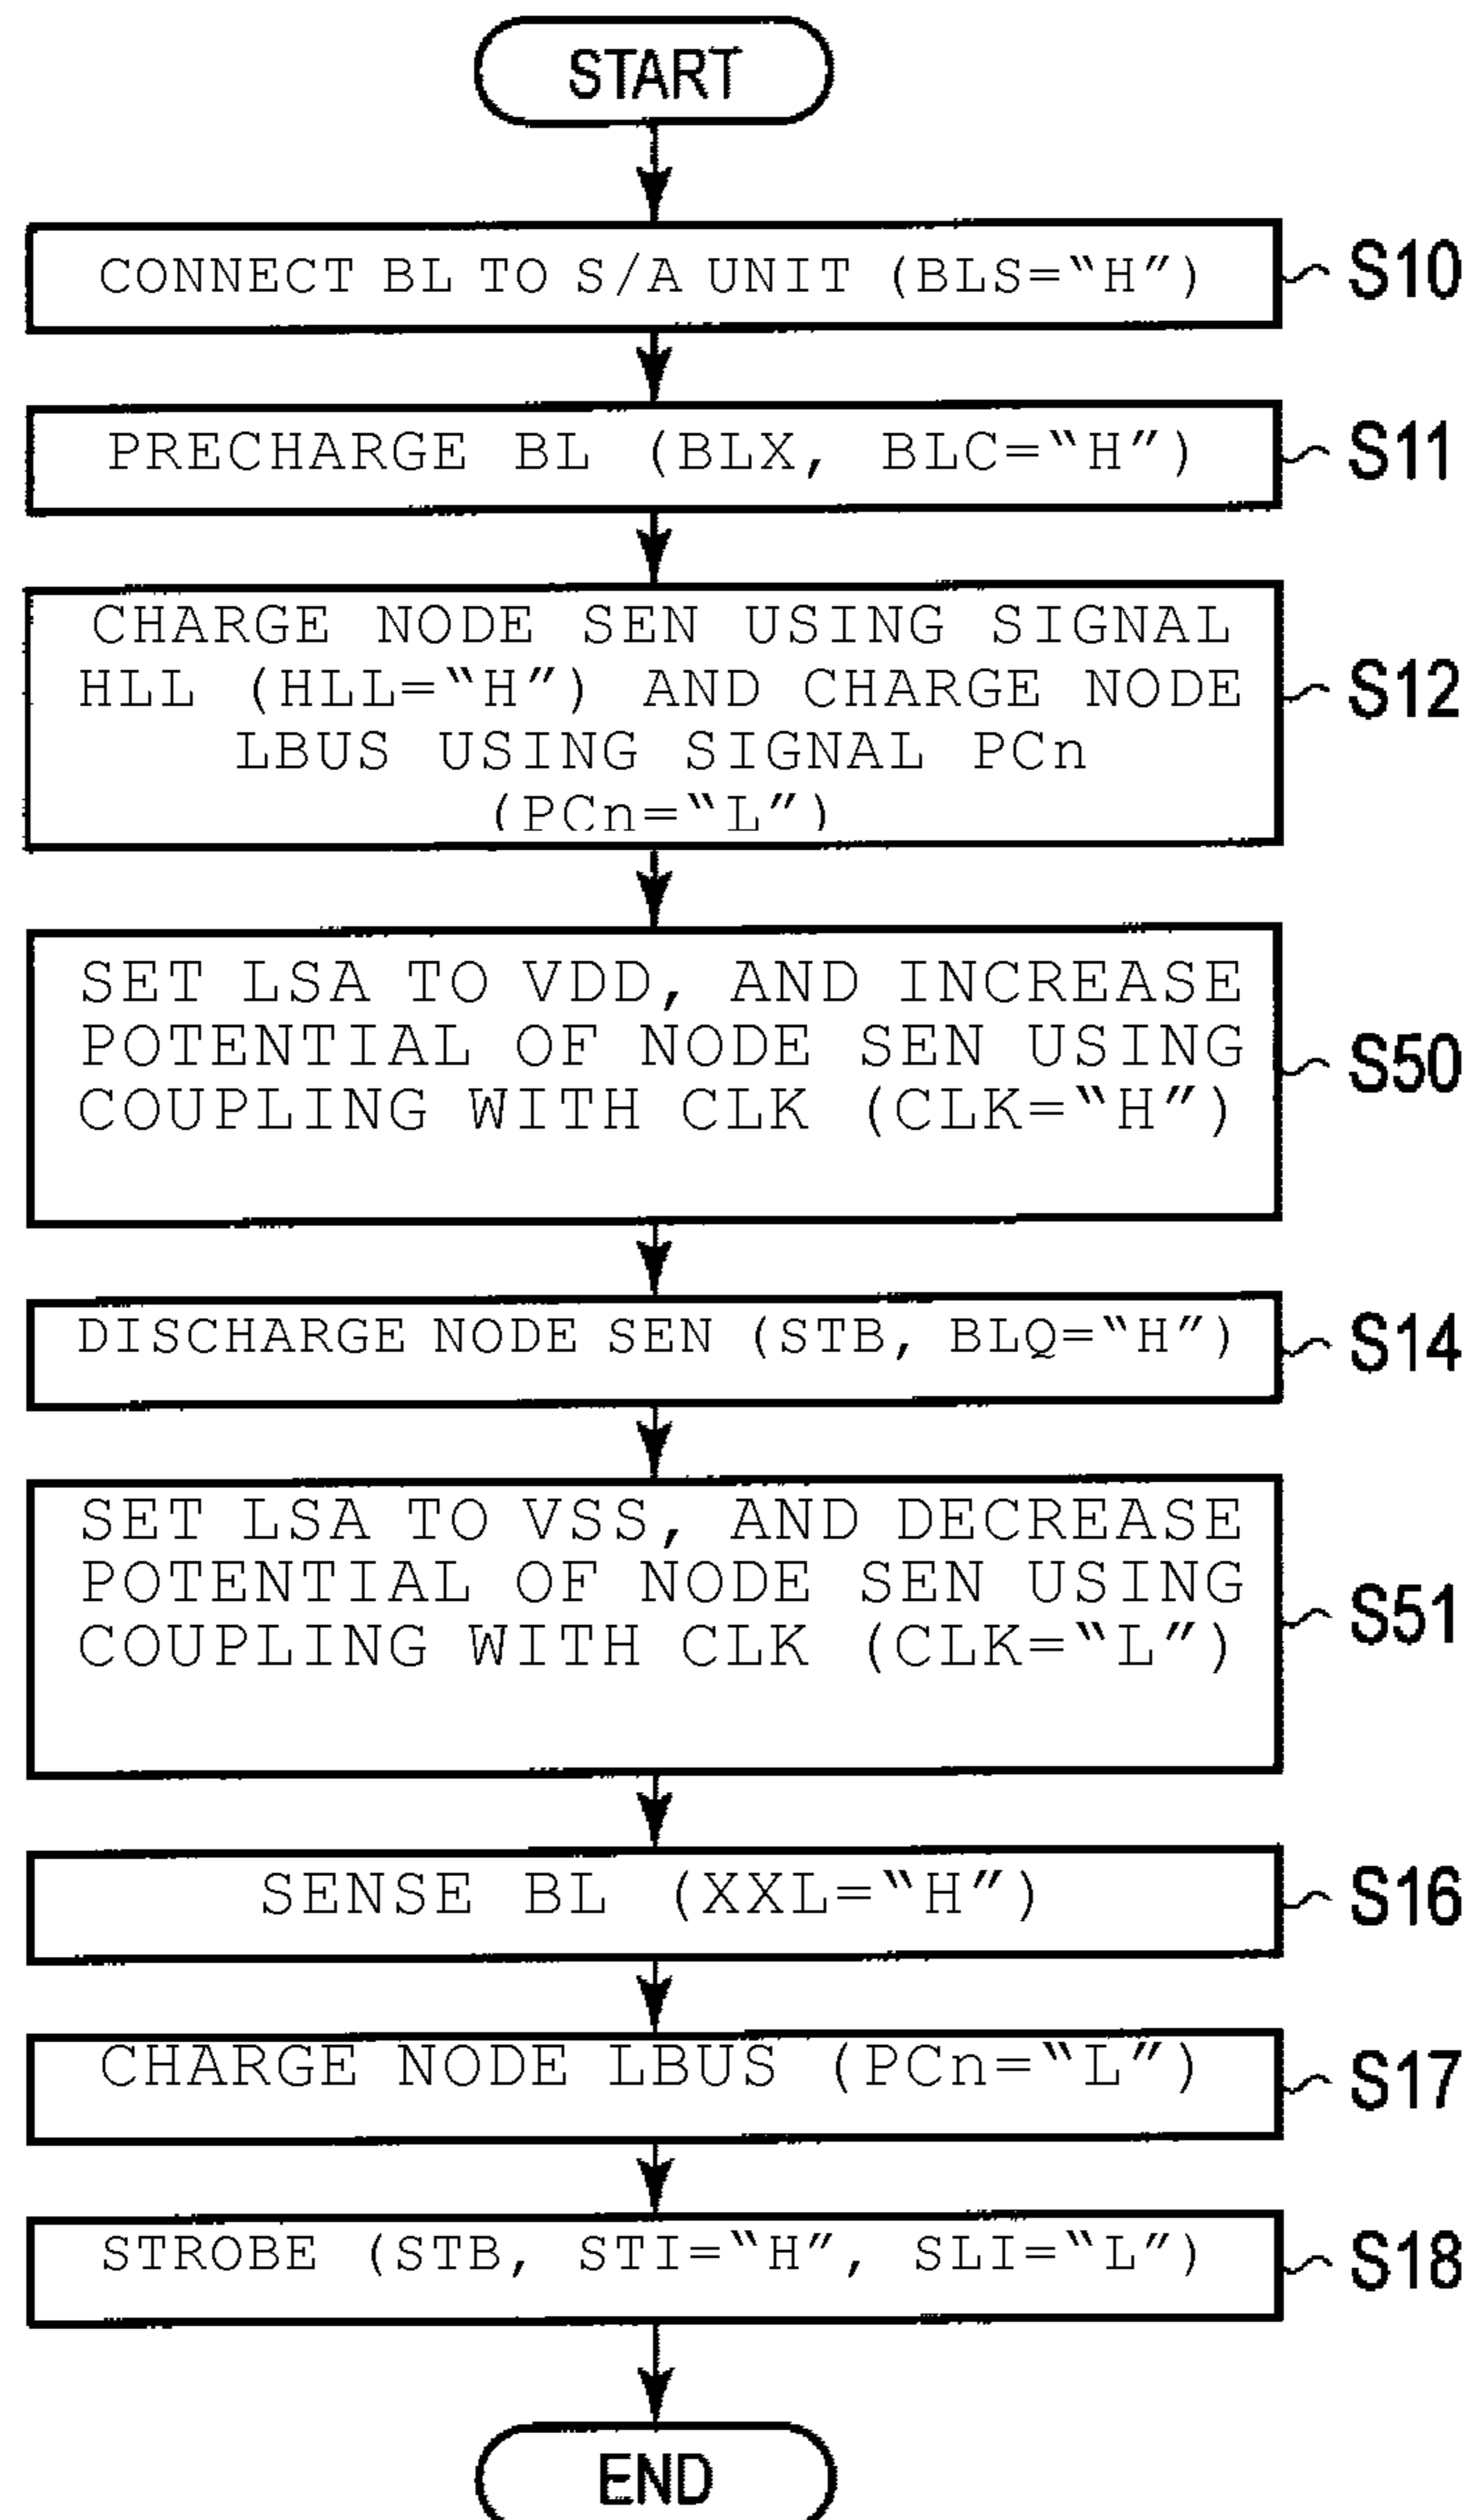 START
CONNECT BL TO S/A UNIT (BLS=“H”)
S10
PRECHARGE BL (BLX, BLC=“H”)
S11
CHARGE NODE SEN USING SIGNAL
HLL (HLL=“H”) AND CHARGE NODE
LBUS USING SIGNAL PCn
(PCn=“L”)
S12
SET LSA TO VDD, AND INCREASE
POTENTIAL OF NODE SEN USING
COUPLING WITH CLK (CLK=“H”)
S50
DISCHARGE NODE SEN (STB, BLQ=“H”)
S14
SET LSA TO VSS, AND DECREASE
POTENTIAL OF NODE SEN USING
COUPLING WITH CLK (CLK=“L”)
S51
SENSE BL (XXL=“H”)
S16
CHARGE NODE LBUS (PCn=“L”)
S17
STROBE (STB, STI=“H”, SLI=“L”)
S18
END